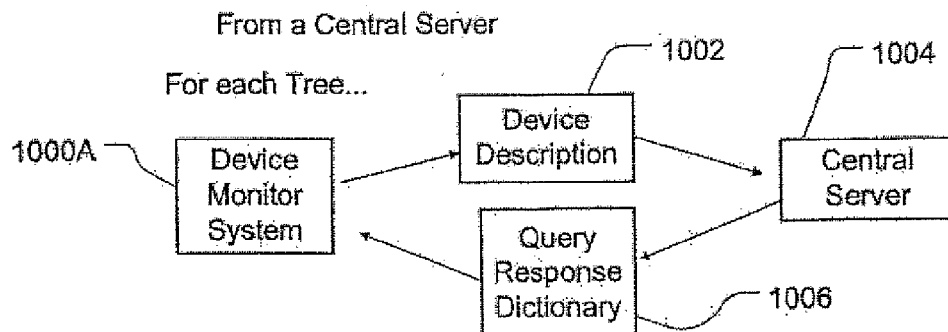 From a Central Server
For each Tree...
1002
1004
1000A
Device
Monitor
System
Device
Description
Central
Server
Query
Response
Dictionary
1006